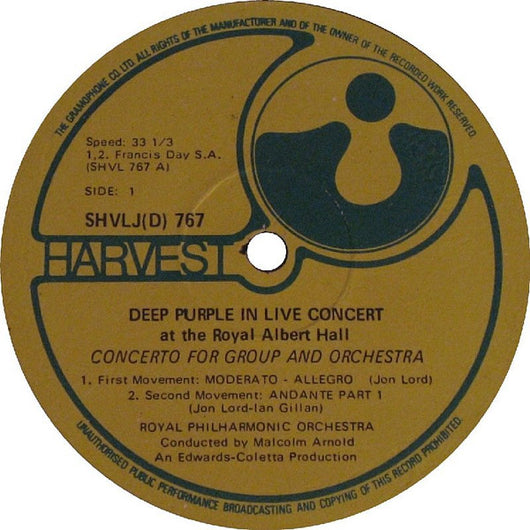 THE GRAMOPHONE CO. LTD. ALL RIGHTS OF THE MANUFACTURER AND OF THE OWNER OF THE RECORDED WORK RESERVED.
Speed: 33 1/3
1,2. Francis Day S.A.
(SHVL 767 A)
SIDE: 1
SHVLJ(D) 767
HARVEST
DEEP PURPLE IN LIVE CONCERT
at the Royal Albert Hall
CONCERTO FOR GROUP AND ORCHESTRA
1. First Movement: MODERATO - ALLEGRO (Jon Lord)
2. Second Movement: ANDANTE PART 1
(Jon Lord-Ian Gillan)
ROYAL PHILHARMONIC ORCHESTRA
Conducted by Malcolm Arnold
An Edwards-Coletta Production
UNAUTHORISED PUBLIC PERFORMANCE BROADCASTING AND COPYING OF THIS RECORD PROHIBITED.